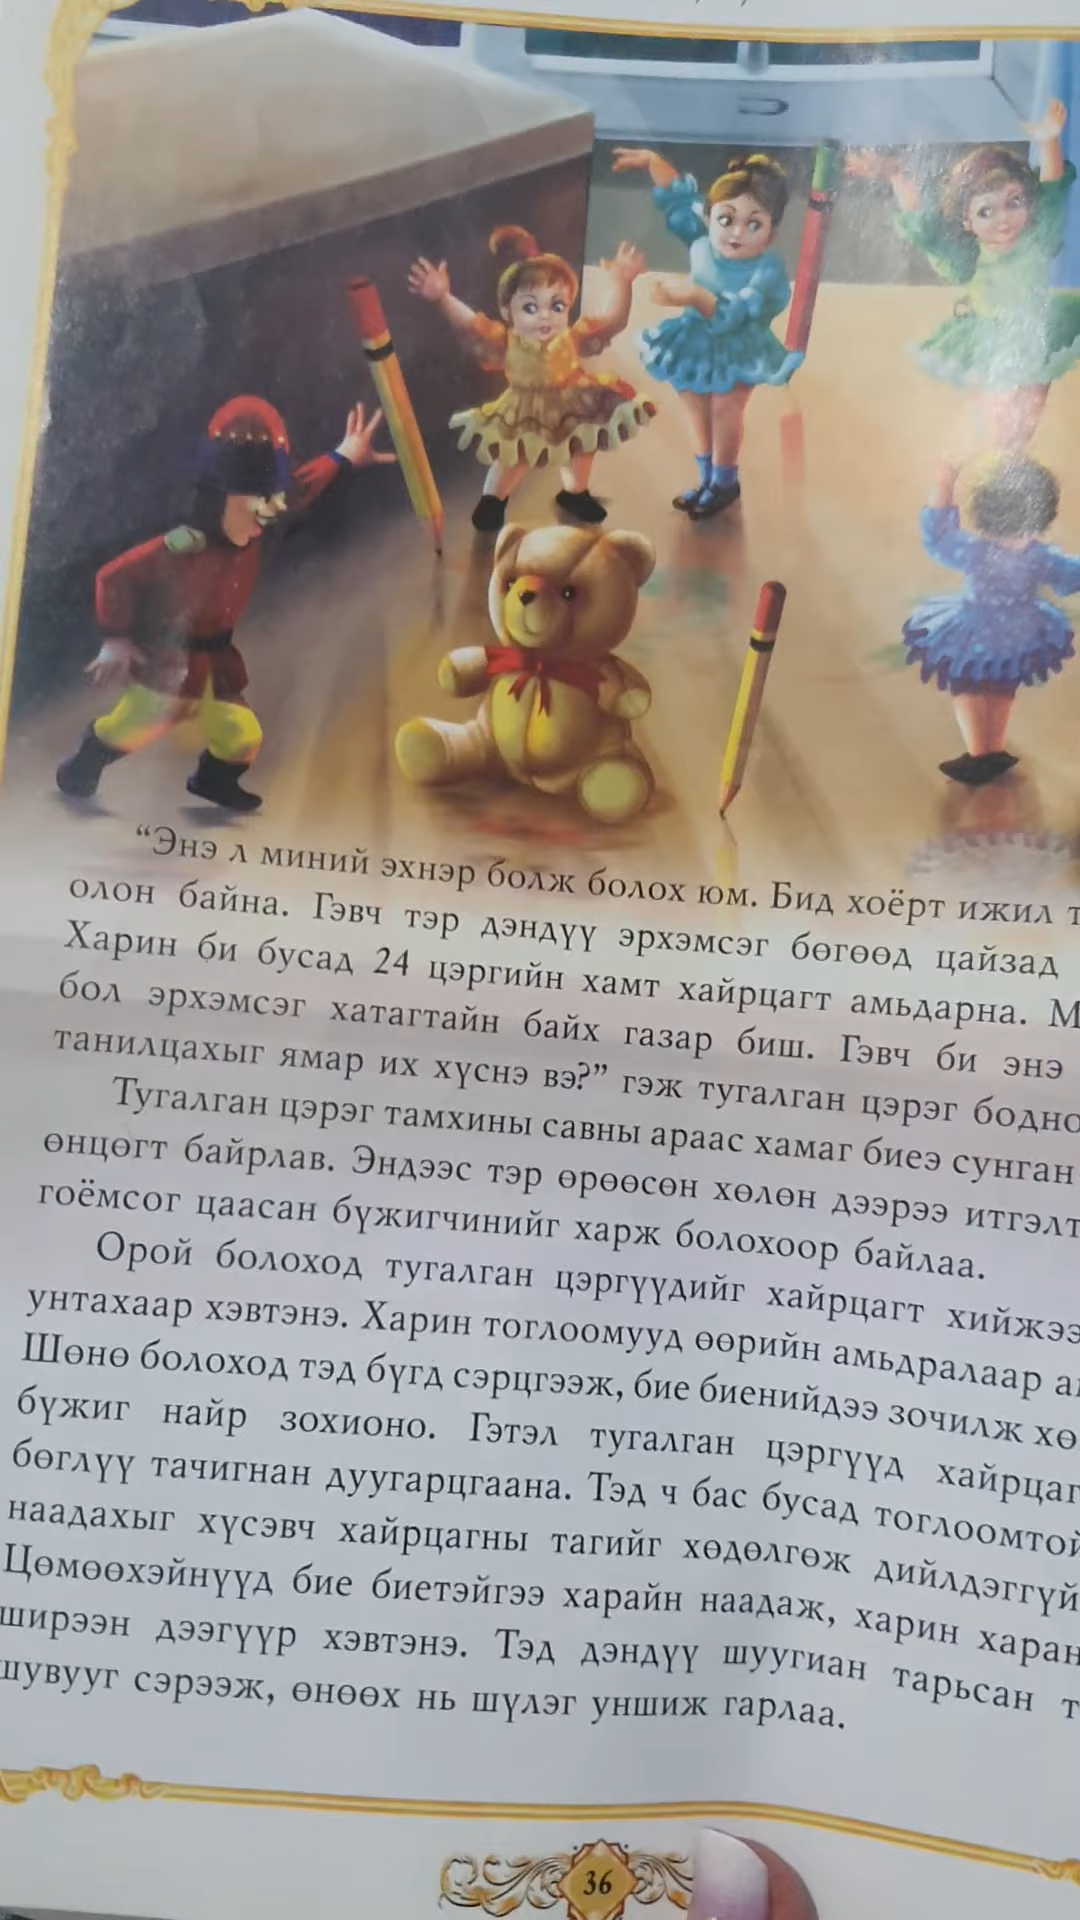 “Энэ л миний эхнэр болж болох юм. Бид хоёрт ижил
олон байна. Гэвч тэр дэндүү эрхэмсэг бөгөөд цайзад
Харин би бусад 24 цэргийн хамт хайрцагт амьдарна.
бол эрхэмсэг хатагтайн байх газар биш. Гэвч би энэ
танилцахыг ямар их хүснэ вэ?” гэж тугалган цэрэг
Тугалган цэрэг тамхины савны араас хамаг биеэ сунган
өнцөгт байрлав. Эндээс тэр өрөөсөн хөлөн дээрээ
гоёмсог цаасан бүжигчинийг харж болохоор байлаа.
Орой болоход тугалган цэргүүдийг хайрцагт
унтахаар хэвтэнэ. Харин тоглоомууд өөрийн амьдралаар
Шөнө болоход тэд бүгд сэрцгээж, бие биенийдээ зочилж
бүжиг найр зохионо. Гэтэл тугалган цэргүүд
бөглүү тачигнан дуугарцгаана. Тэд ч бас бусад
наадахыг хүсэвч хайрцагны тагийг хөдөлгөж
Цөмөөхэйнүүд бие биетэйгээ харайн наадаж, харин
ширээн дээгүүр хэвтэнэ. Тэд дэндүү шуугиан тарьсан
шувууг сэрээж, өнөөх нь шүлэг уншиж гарлаа.
36